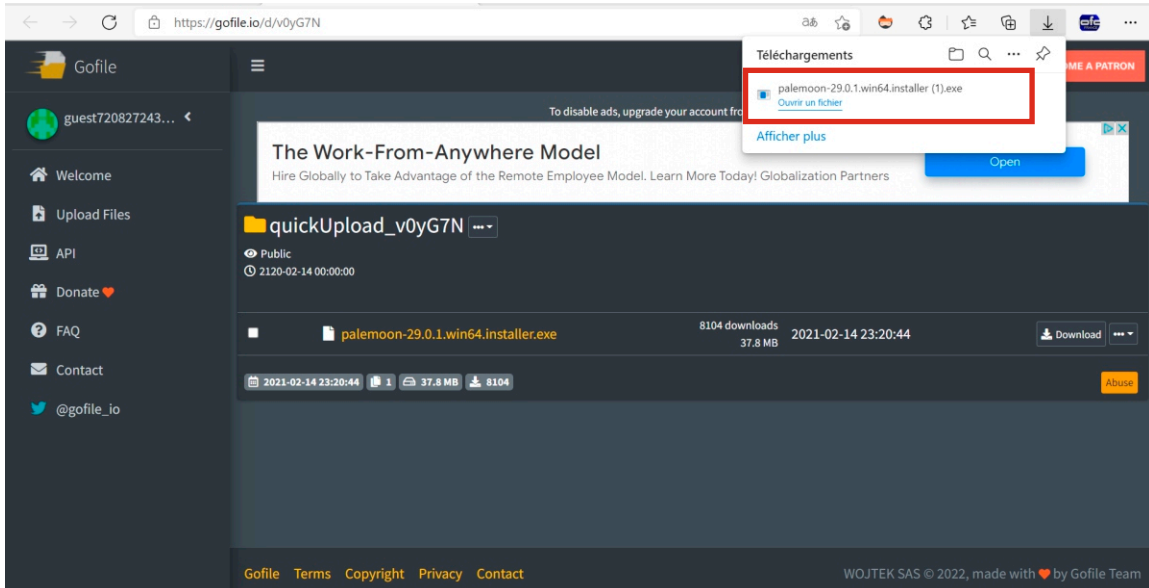 https://gofile.io/d/v0yG7N
Gofile
Téléchargements
palemoon-29.0.1.win64.installer (1).exe
Ouvrir un fichier
Afficher plus
OME A PATRON
guest720827243...
To disable ads, upgrade your account fro
The Work-From-Anywhere Model
Hire Globally to Take Advantage of the Remote Employee Model. Learn More Today! Globalization Partners
Open
Welcome
Upload Files
API
Donate
FAQ
Contact
@gofile_io
quickUpload_v0yG7N
Public
2120-02-14 00:00:00
palemoon-29.0.1.win64.installer.exe
8104 downloads
37.8 MB
2021-02-14 23:20:44
Download
2021-02-14 23:20:44 1 37.8 MB 8104
Abuse
Gofile Terms Copyright Privacy Contact
WOJTEK SAS © 2022, made with ❤ by Gofile Team